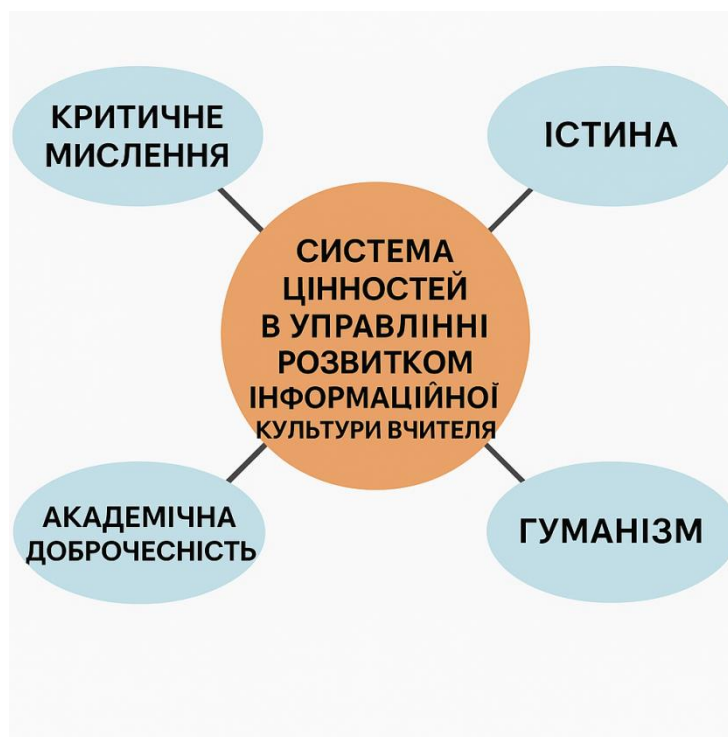 КРИТИЧНЕ
МИСЛЕННЯ
ІСТИНА
СИСТЕМА
ЦІННОСТЕЙ
В УПРАВЛІННІ
РОЗВИТКОМ
ІНФОРМАЦІЙНОЇ
КУЛЬТУРИ ВЧИТЕЛЯ
АКАДЕМІЧНА
ДОБРОЧЕСНІСТЬ
ГУМАНІЗМ